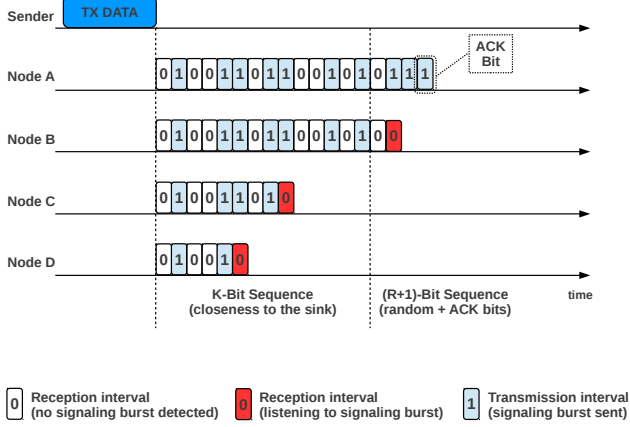 Sender
TX DATA
ACK
Bit
Node A
0 1 0 0 1 1 0 1 1 0 0 1 0 1 0 1 1 1
Node B
0 1 0 0 1 1 0 1 1 0 0 1 0 1 0 0
Node C
0 1 0 0 1 1 0 1 0
Node D
0 1 0 0 1 0
K-Bit Sequence
(closeness to the sink)
(R+1)-Bit Sequence
(random + ACK bits)
time
0
Reception interval
(no signaling burst detected)
0
Reception interval
(listening to signaling burst)
1
Transmission interval
(signaling burst sent)